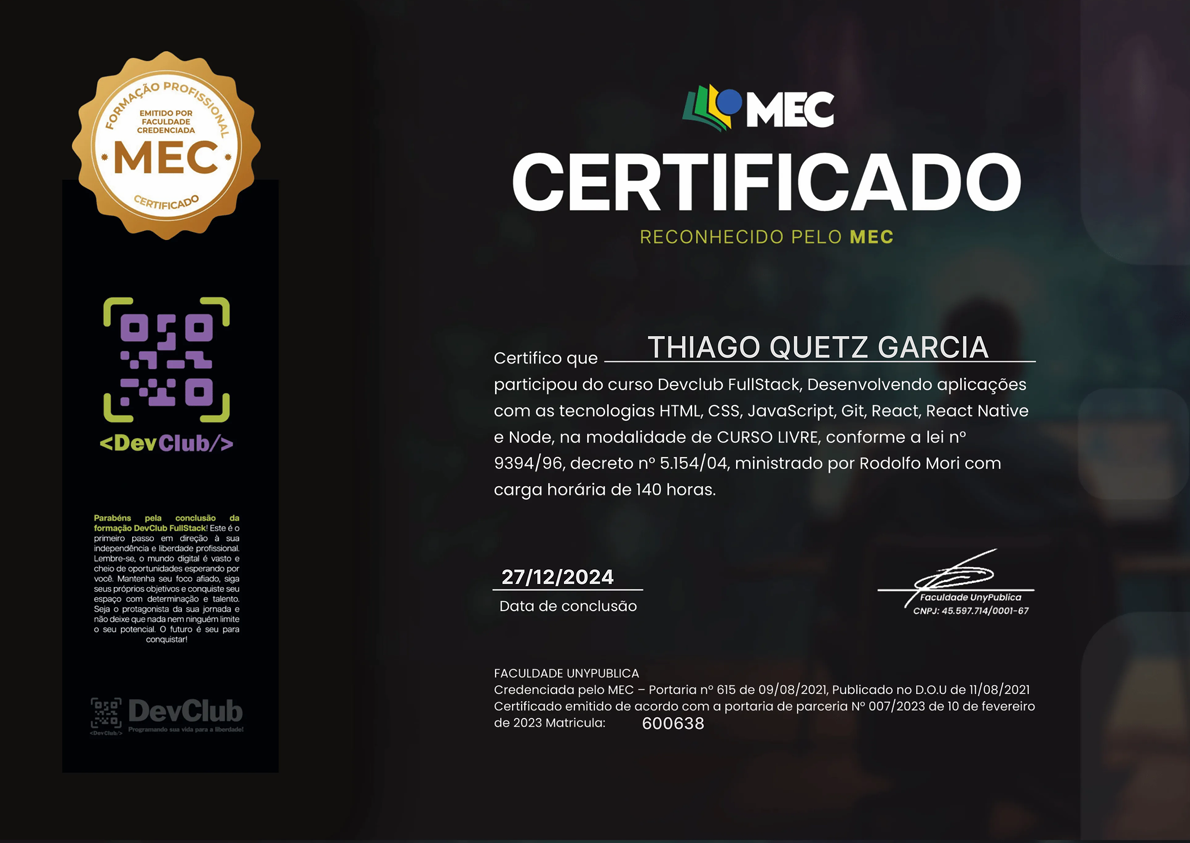 FORMAÇÃO PROFISSIONAL
EMITIDO POR
FACULDADE
CREDENCIADA
MEC
CERTIFICADO
<DevClub/>
Parabéns pela conclusão da
formação DevClub FullStack! Este é o
primeiro passo em direção à sua
independência e liberdade profissional.
Lembre-se, o mundo digital é vasto e
cheio de oportunidades esperando por
você. Mantenha seu foco afiado, siga
seus próprios objetivos e conquiste seu
espaço com determinação e talento.
Seja o protagonista da sua jornada e
não deixe que nada nem ninguém limite
o seu potencial. O futuro é seu para
conquistar!
<DevClub/>
DevClub
Programando sua vida para a liberdade!
MEC
CERTIFICADO
RECONHECIDO PELO MEC
Certifico que THIAGO QUETZ GARCIA
participou do curso Devclub FullStack, Desenvolvendo aplicações
com as tecnologias HTML, CSS, JavaScript, Git, React, React Native
e Node, na modalidade de CURSO LIVRE, conforme a lei nº
9394/96, decreto nº 5.154/04, ministrado por Rodolfo Mori com
carga horária de 140 horas.
27/12/2024
Data de conclusão
Faculdade UnyPublica
CNPJ: 45.597.714/0001-67
FACULDADE UNYPUBLICA
Credenciada pelo MEC – Portaria nº 615 de 09/08/2021, Publicado no D.O.U de 11/08/2021
Certificado emitido de acordo com a portaria de parceria Nº 007/2023 de 10 de fevereiro
de 2023 Matricula: 600638